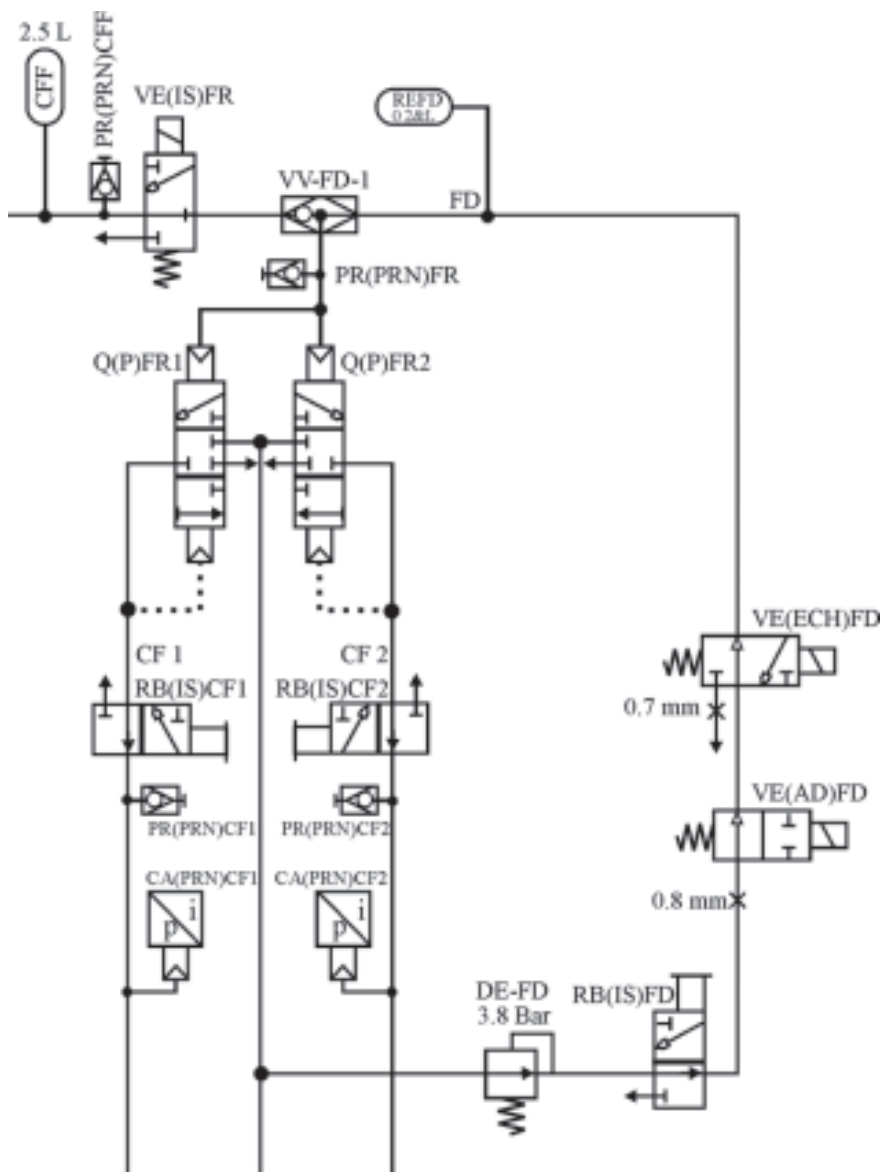 2.5 L
CFF
PR(PRN)CFF
VE(IS)FR
REFD
VV-FD-1
FD
PR(PRN)FR
Q(P)FR1
Q(P)FR2
CF 1
CF 2
RB(IS)CF1
RB(IS)CF2
VE(ECH)FD
0.7 mm
PR(PRN)CF1
PR(PRN)CF2
VE(AD)FD
CA(PRN)CF1
CA(PRN)CF2
0.8 mm
p i
p i
DE-FD
3.8 Bar
RB(IS)FD